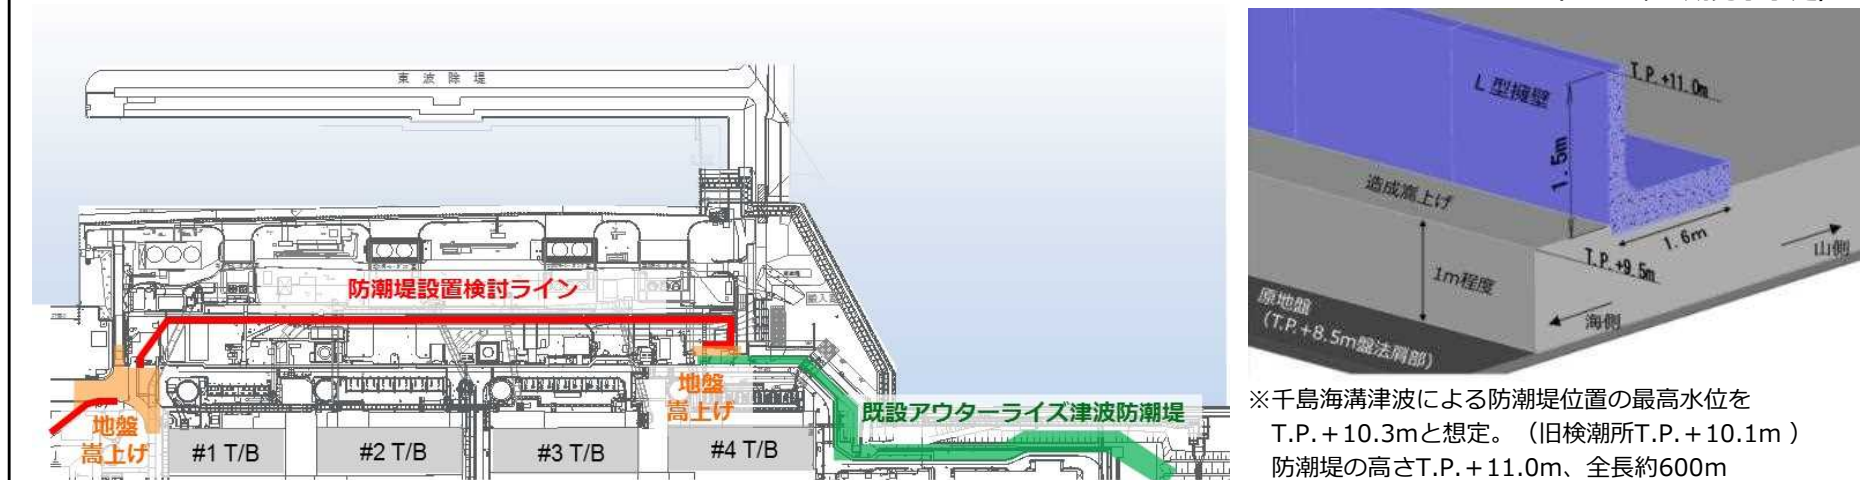 東波除堤
防潮堤設置検討ライン
地盤
嵩上げ
地盤
嵩上げ
既設アウターライズ津波防潮堤
#1 T/B
#2 T/B
#3 T/B
#4 T/B
L型擁壁
T.P.+11.0m
1.5m
造成嵩上げ
1.6m
T.P.+9.5m
山側
1m程度
海側
原地盤
(T.P.+8.5m盤法肩部)
※千島海溝津波による防潮堤位置の最高水位を
T.P.+10.3mと想定。（旧検潮所T.P.+10.1m ）
防潮堤の高さT.P.+11.0m、全長約600m